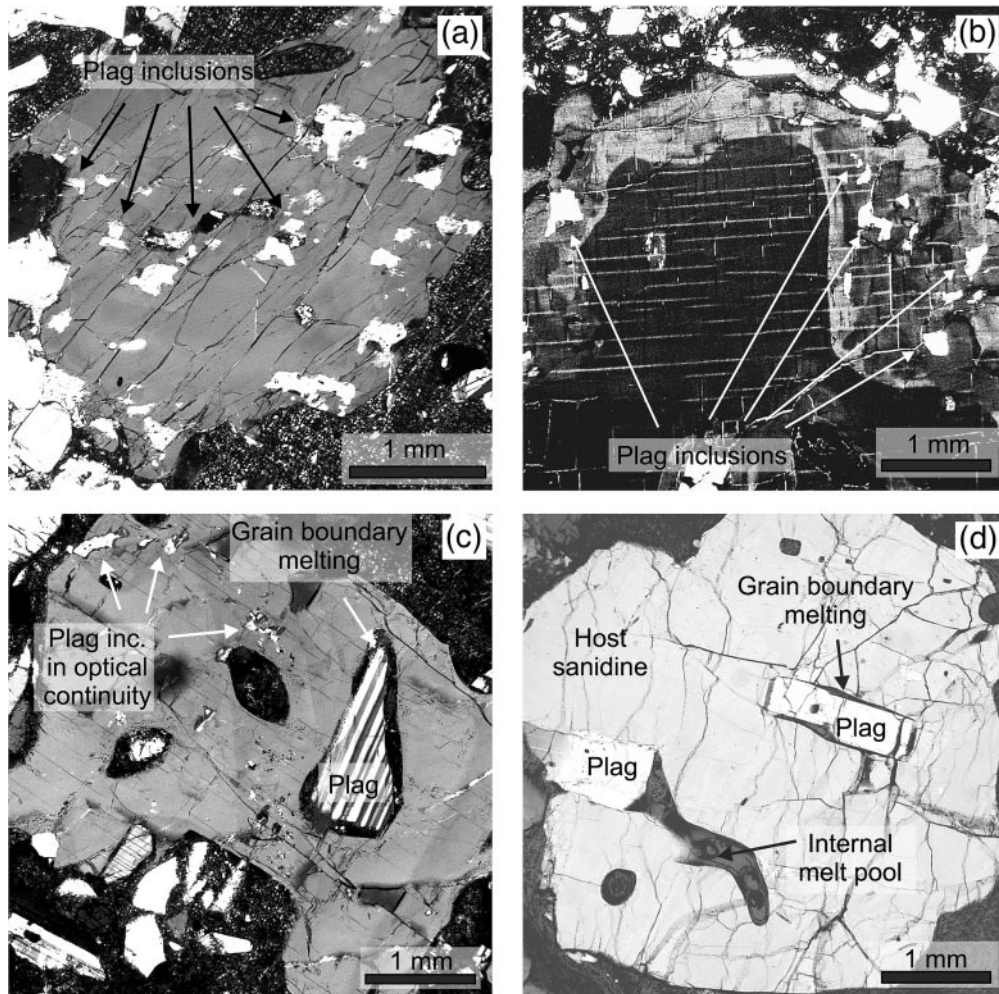 (a)
Plag inclusions
1 mm
(b)
Plag inclusions
1 mm
(c)
Grain boundary
melting
Plag inc.
in optical
continuity
Plag
1 mm
(d)
Grain boundary
melting
Host
sanidine
Plag
Plag
Internal
melt pool
1 mm